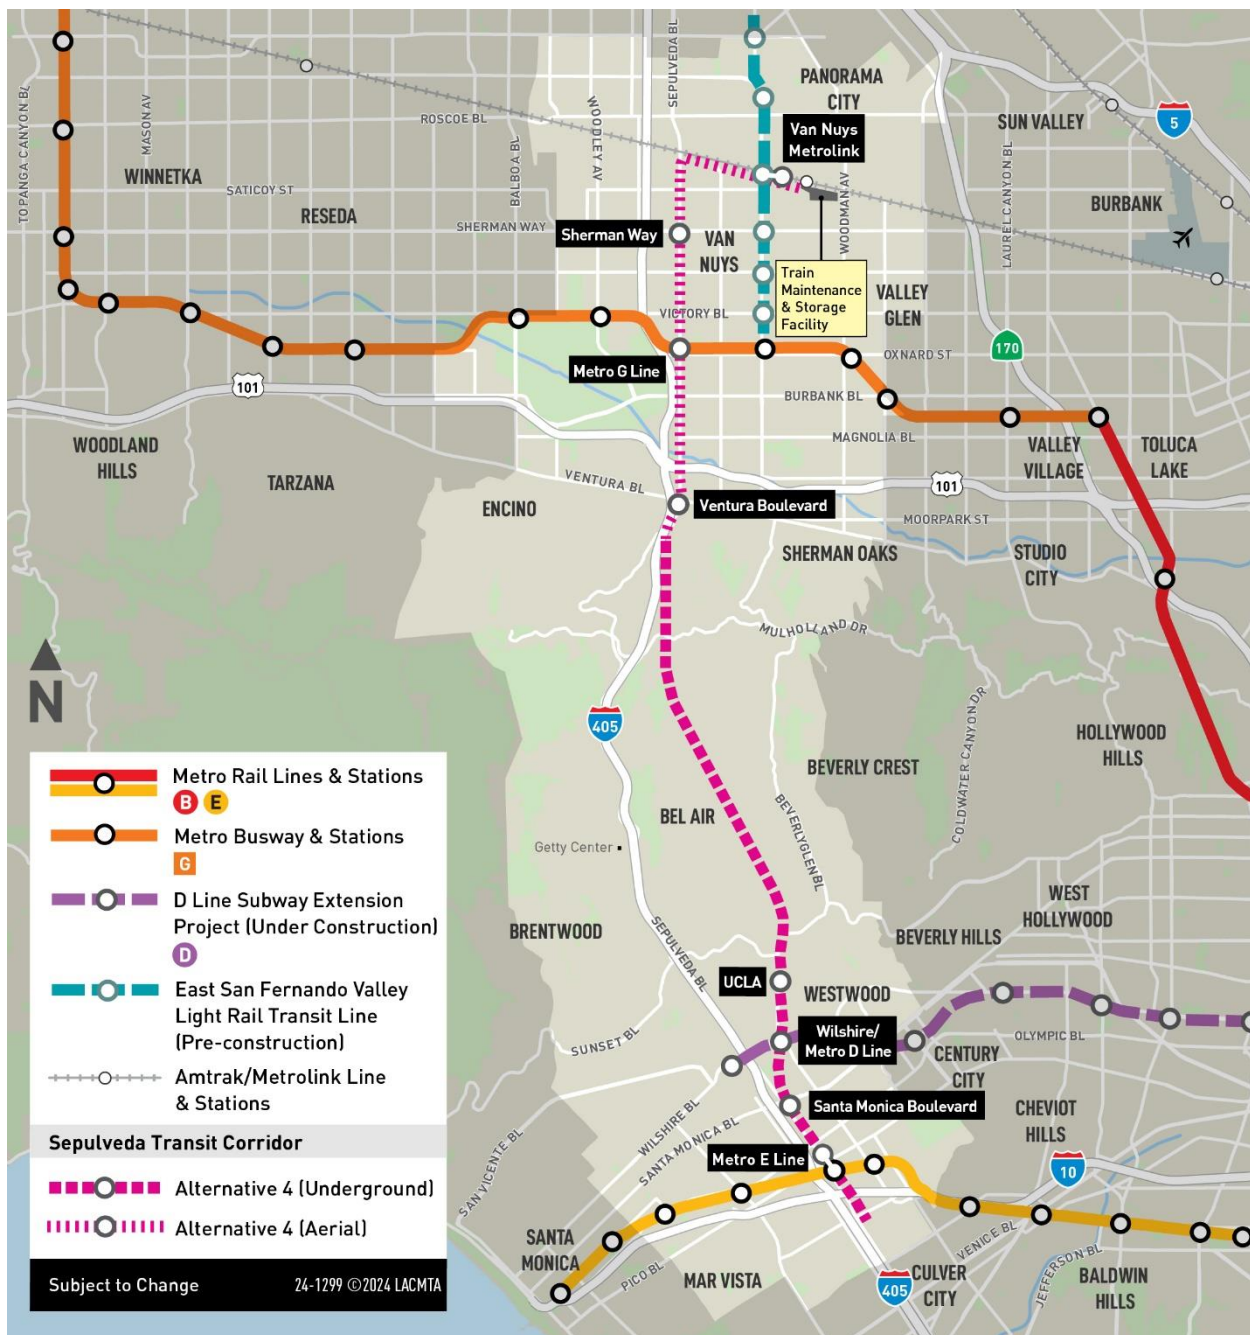 SEPULVEDA BL
PANORAMA
CITY
5
SUN VALLEY
TOPANGA CANYON BL
MASON AV
ROSCOE BL
WOODLEY AV
BALBOA BL
Van Nuys
Metrolink
LAUREL CANYON BL
WINNETKA
SATICOY ST
RESEDA
SHERMAN WAY
Sherman Way
VAN
NUYS
WOODMAN AV
BURBANK
Train
Maintenance
& Storage
Facility
VALLEY
GLEN
VICTORY BL
OXNARD ST
170
Metro G Line
101
BURBANK BL
MAGNOLIA BL
WOODLAND
HILLS
TARZANA
VENTURA BL
VALLEY
VILLAGE
TOLUCA
LAKE
101
ENCINO
Ventura Boulevard
MOORPARK ST
SHERMAN OAKS
STUDIO
CITY
MULHOLLAND DR
N
405
COLDWATER CANYON DR
HOLLYWOOD
HILLS
BEVERLY CREST
BEL AIR
BEVERLYGLEN BL
Getty Center
WEST
HOLLYWOOD
BRENTWOOD
SEPULVEDA BL
BEVERLY HILLS
UCLA
WESTWOOD
SUNSET BL
Wilshire/
Metro D Line
OLYMPIC BL
CENTURY
CITY
Santa Monica Boulevard
CHEVIOT
HILLS
WILSHIRE BL
SANTA MONICA BL
SAN VICENTE BL
Metro E Line
10
SANTA
MONICA
PICO BL
MAR VISTA
VENICE BL
JEFFERSON BL
405
CULVER
CITY
BALDWIN
HILLS
Metro Rail Lines & Stations
B E
Metro Busway & Stations
G
D Line Subway Extension
Project (Under Construction)
D
East San Fernando Valley
Light Rail Transit Line
(Pre-construction)
Amtrak/Metrolink Line
& Stations
Sepulveda Transit Corridor
Alternative 4 (Underground)
Alternative 4 (Aerial)
Subject to Change 24-1299 ©2024 LACMTA